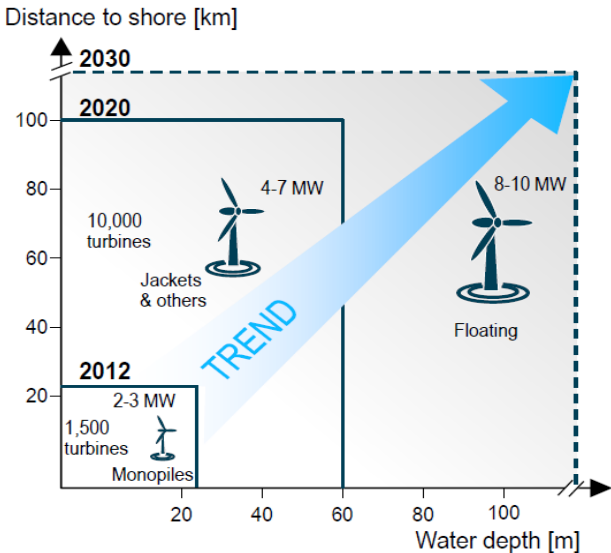 Distance to shore [km]
2030
2020
100
80
60
40
20
4-7 MW
8-10 MW
10,000
turbines
Jackets
& others
Floating
TREND
2012
2-3 MW
1,500
turbines
Monopiles
20
40
60
80
100
Water depth [m]